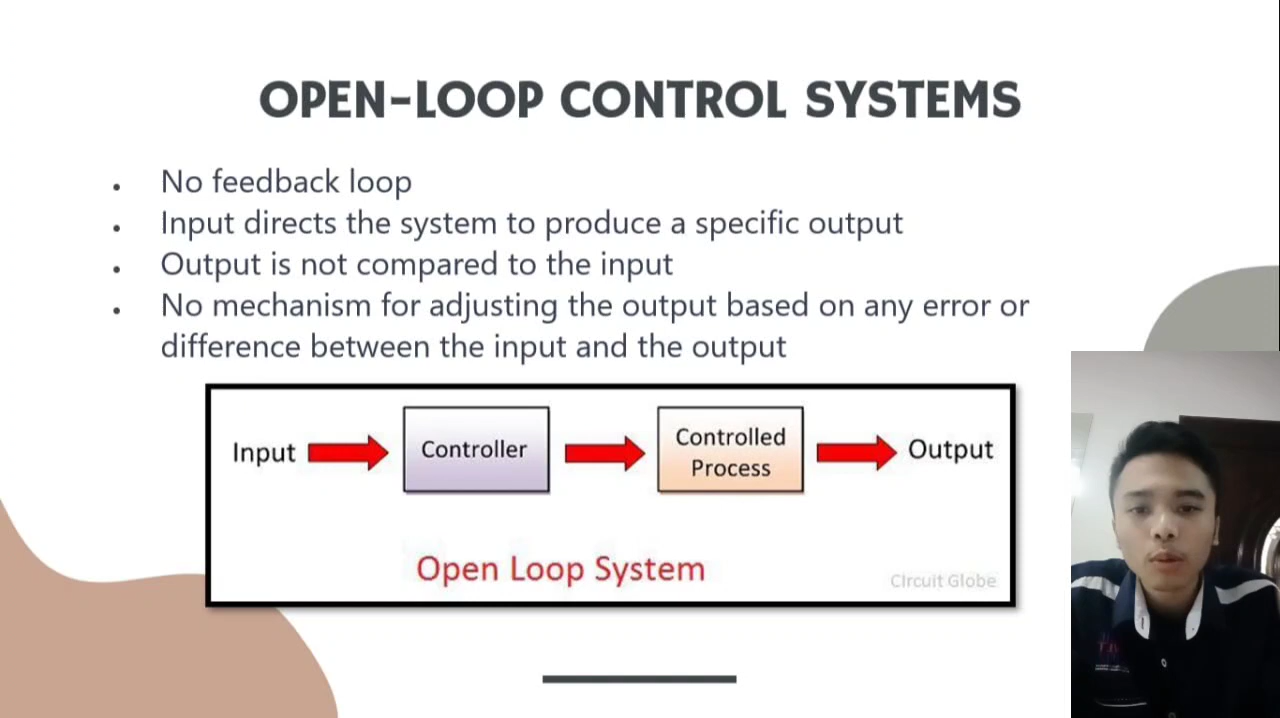 OPEN-LOOP CONTROL SYSTEMS
• No feedback loop
• Input directs the system to produce a specific output
• Output is not compared to the input
• No mechanism for adjusting the output based on any error or
difference between the input and the output
Input
Controller
Controlled
Process
Output
Open Loop System
Circuit Globe